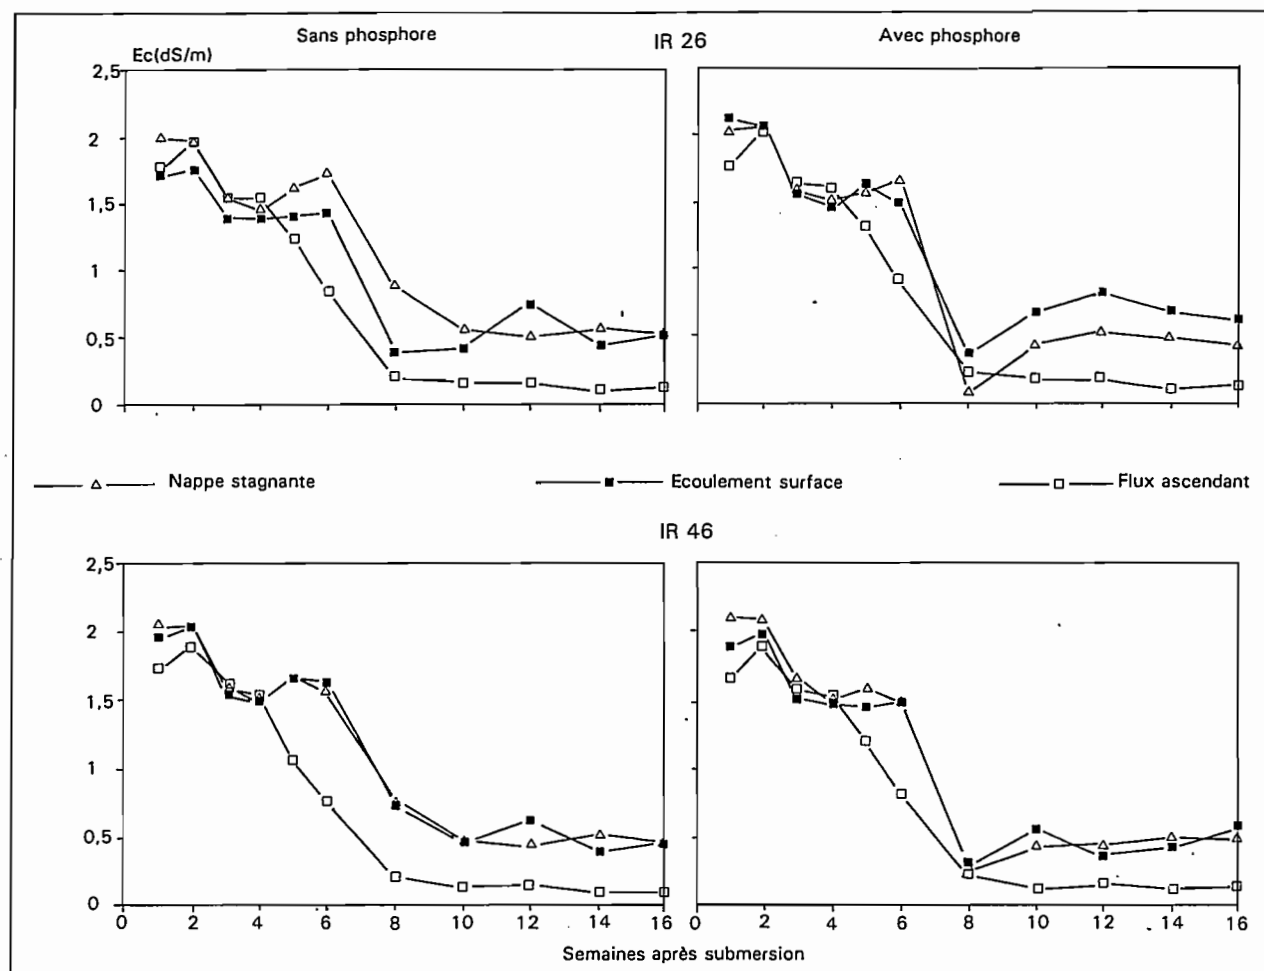 Sans phosphore
IR 26
Avec phosphore
Ec(dS/m)
2,5
2
1,5
1
0,5
0
Nappe stagnante
Ecoulement surface
Flux ascendant
IR 46
2,5
2
1,5
1
0,5
0
0 2 4 6 8 10 12 14 16
0 2 4 6 8 10 12 14 16
Semaines après submersion